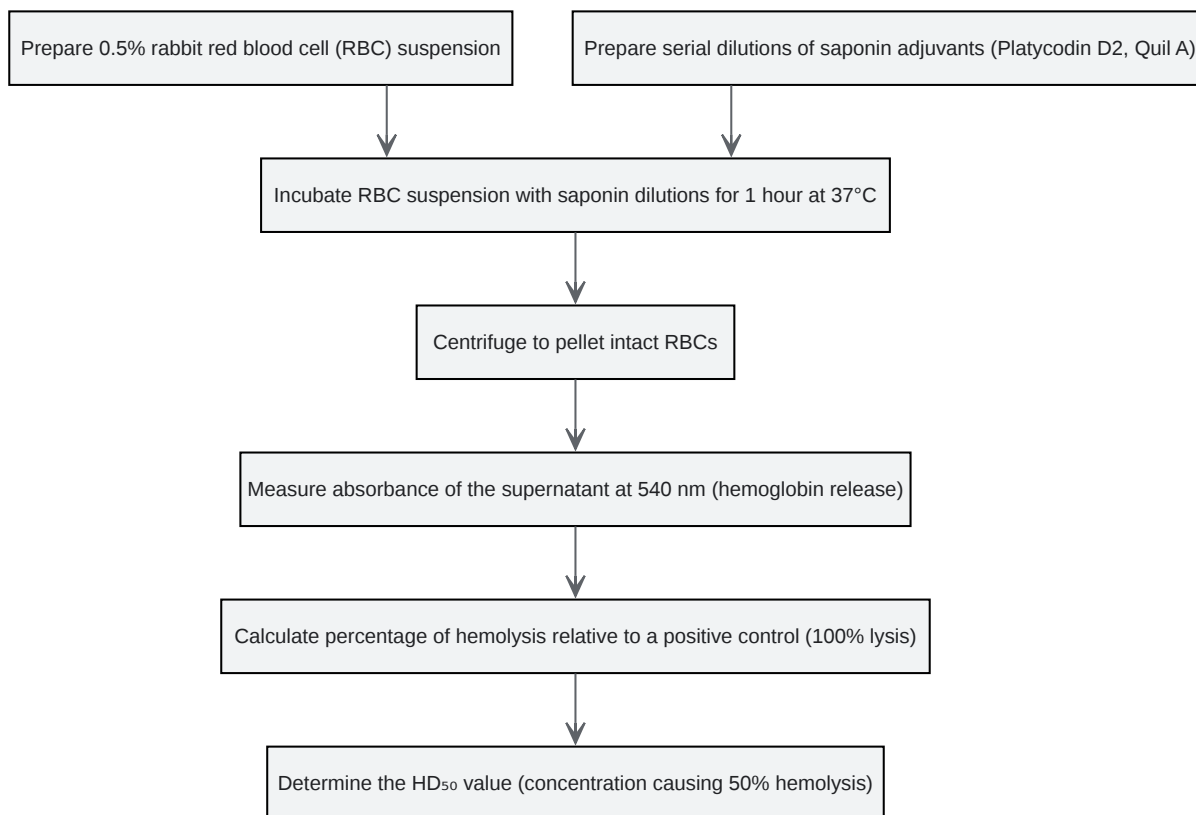 Prepare 0.5% rabbit red blood cell (RBC) suspension
Prepare serial dilutions of saponin adjuvants (Platycodin D2, Quil A)
Incubate RBC suspension with saponin dilutions for 1 hour at 37°C
Centrifuge to pellet intact RBCs
Measure absorbance of the supernatant at 540 nm (hemoglobin release)
Calculate percentage of hemolysis relative to a positive control (100% lysis)
Determine the HD₅₀ value (concentration causing 50% hemolysis)